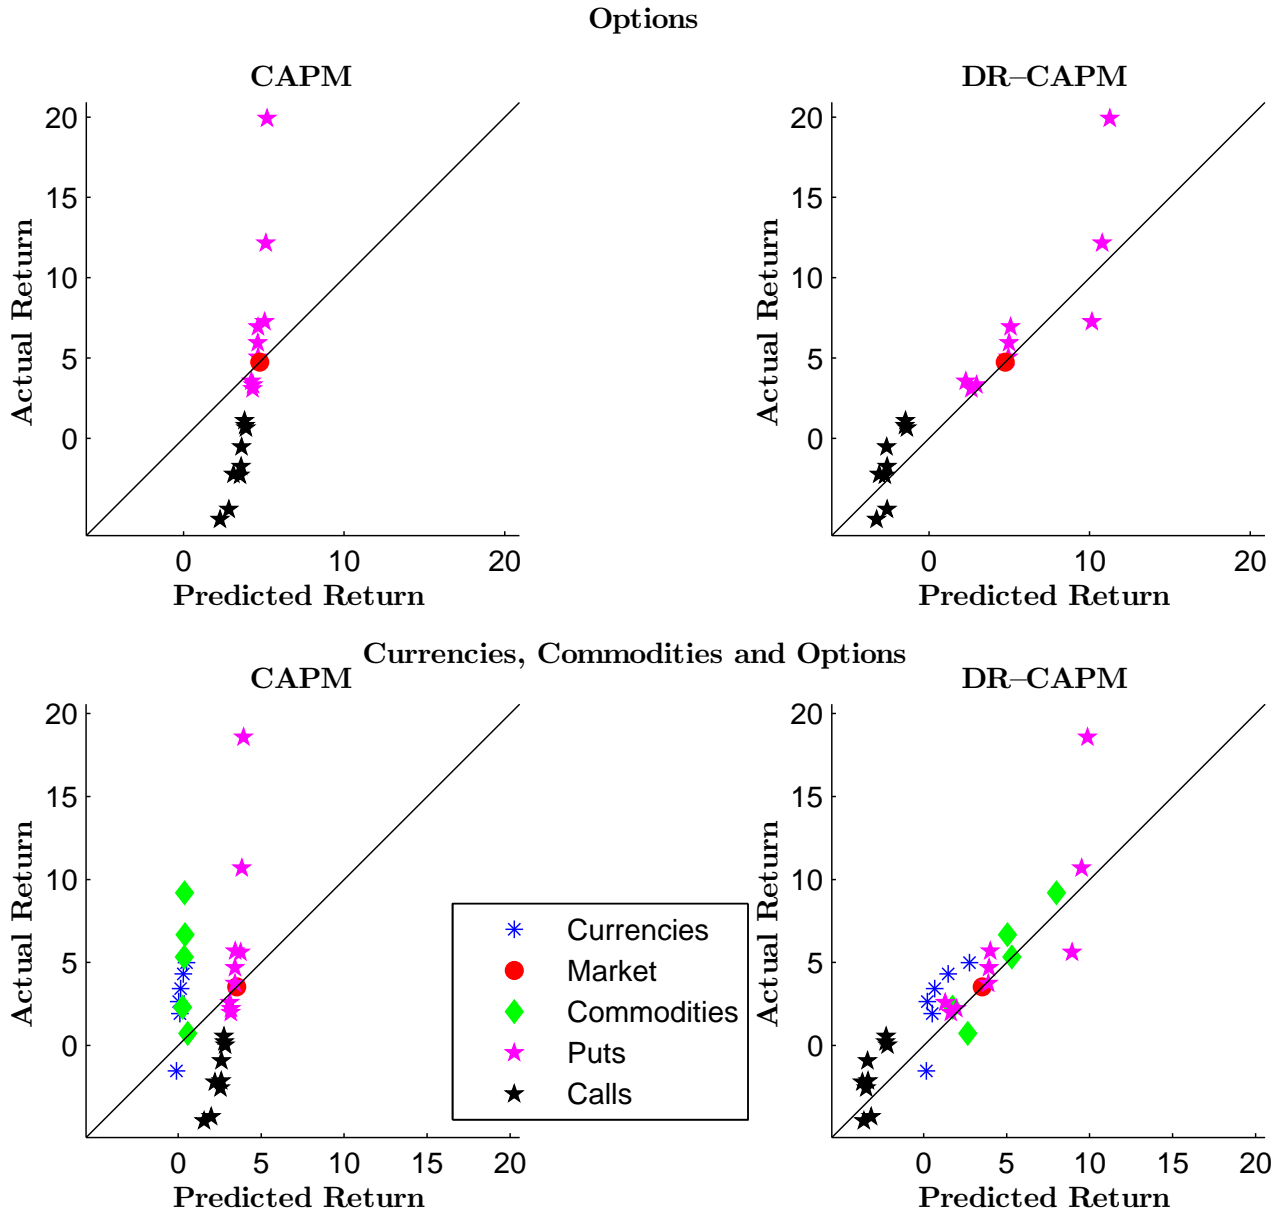 Options
CAPM
DR–CAPM
20
15
10
5
0
Actual Return
0 10 20
Predicted Return
20
15
10
5
0
Actual Return
0 10 20
Predicted Return
Currencies, Commodities and Options
CAPM
DR–CAPM
20
15
10
5
0
Actual Return
0 5 10 15 20
Predicted Return
Currencies
Market
Commodities
Puts
Calls
20
15
10
5
0
Actual Return
0 5 10 15 20
Predicted Return